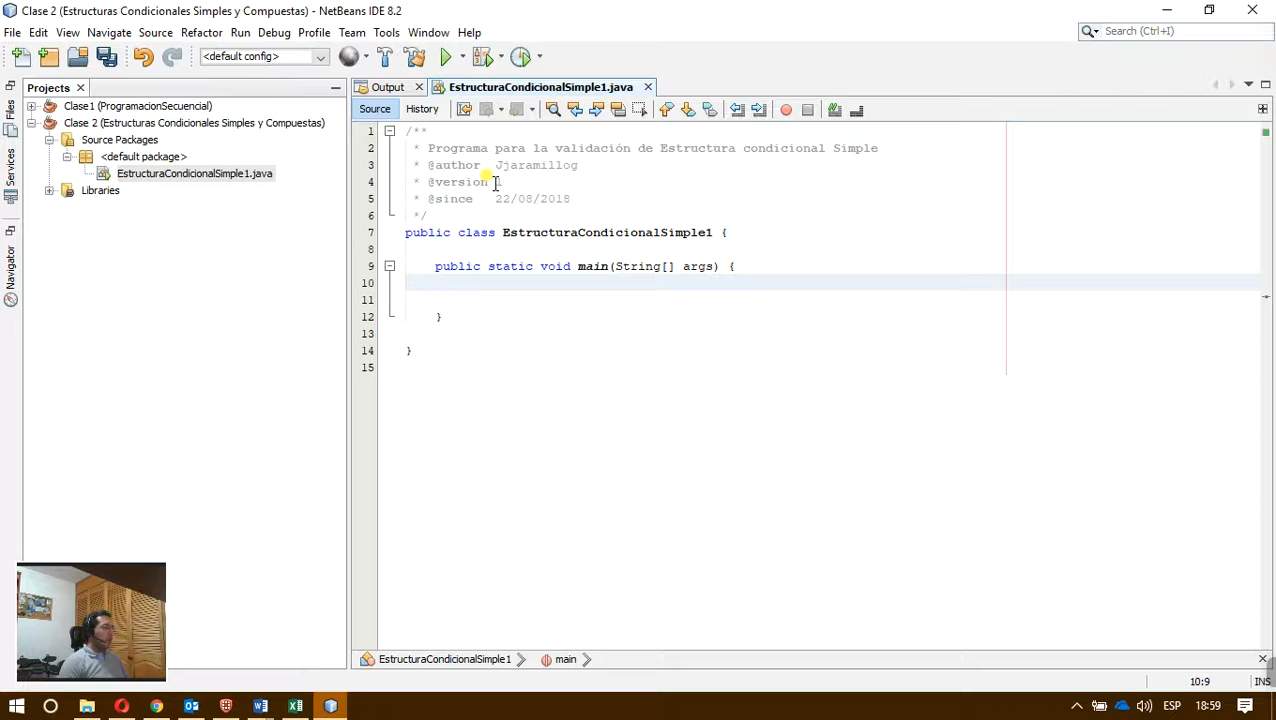 Clase 2 (Estructuras Condicionales Simples y Compuestas) - NetBeans IDE 8.2
File Edit View Navigate Source Refactor Run Debug Profile Team Tools Window Help
Search (Ctrl+I)
<default config>
Projects
Output
EstructuraCondicionalSimple1.java
Source
History
Files
Services
Navigator
Clase1 (ProgramacionSecuencial)
Clase 2 (Estructuras Condicionales Simples y Compuestas)
Source Packages
<default package>
EstructuraCondicionalSimple1.java
Libraries
1 /**
2 * Programa para la validación de Estructura condicional Simple
3 * @author Jjaramillog
4 * @version 1
5 * @since 22/08/2018
6 */
7 public class EstructuraCondicionalSimple1 {
8
9 public static void main(String[] args) {
10
11
12 }
13
14 }
15
EstructuraCondicionalSimple1
main
10:9
INS
ESP
18:59